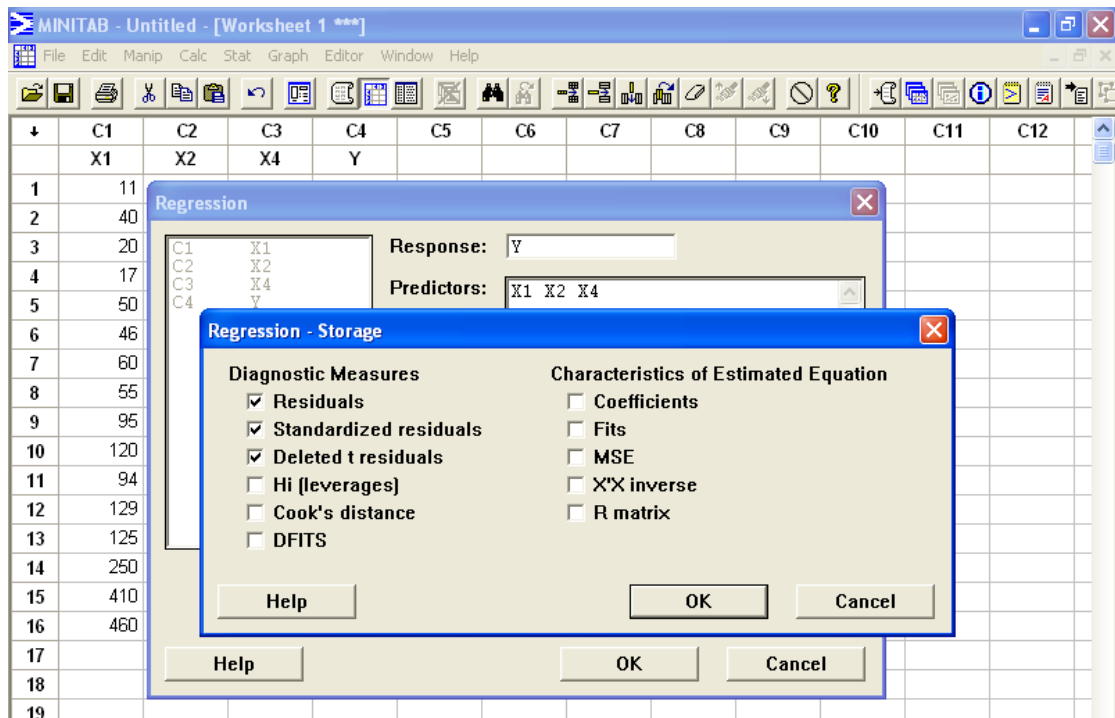 MINITAB - Untitled - [Worksheet 1 ***]
File Edit Manip Calc Stat Graph Editor Window Help
C1 C2 C3 C4 C5 C6 C7 C8 C9 C10 C11 C12
X1 X2 X4 Y
1 11
2 40
3 20
4 17
5 50
6 46
7 60
8 55
9 95
10 120
11 94
12 129
13 125
14 250
15 410
16 460
17
18
19
Regression
C1 X1
C2 X2
C3 X4
C4 Y
Response: Y
Predictors: X1 X2 X4
Regression - Storage
Diagnostic Measures
Residuals
Standardized residuals
Deleted t residuals
Hi (leverages)
Cook's distance
DFITS
Characteristics of Estimated Equation
Coefficients
Fits
MSE
X'X inverse
R matrix
Help OK Cancel
Help OK Cancel